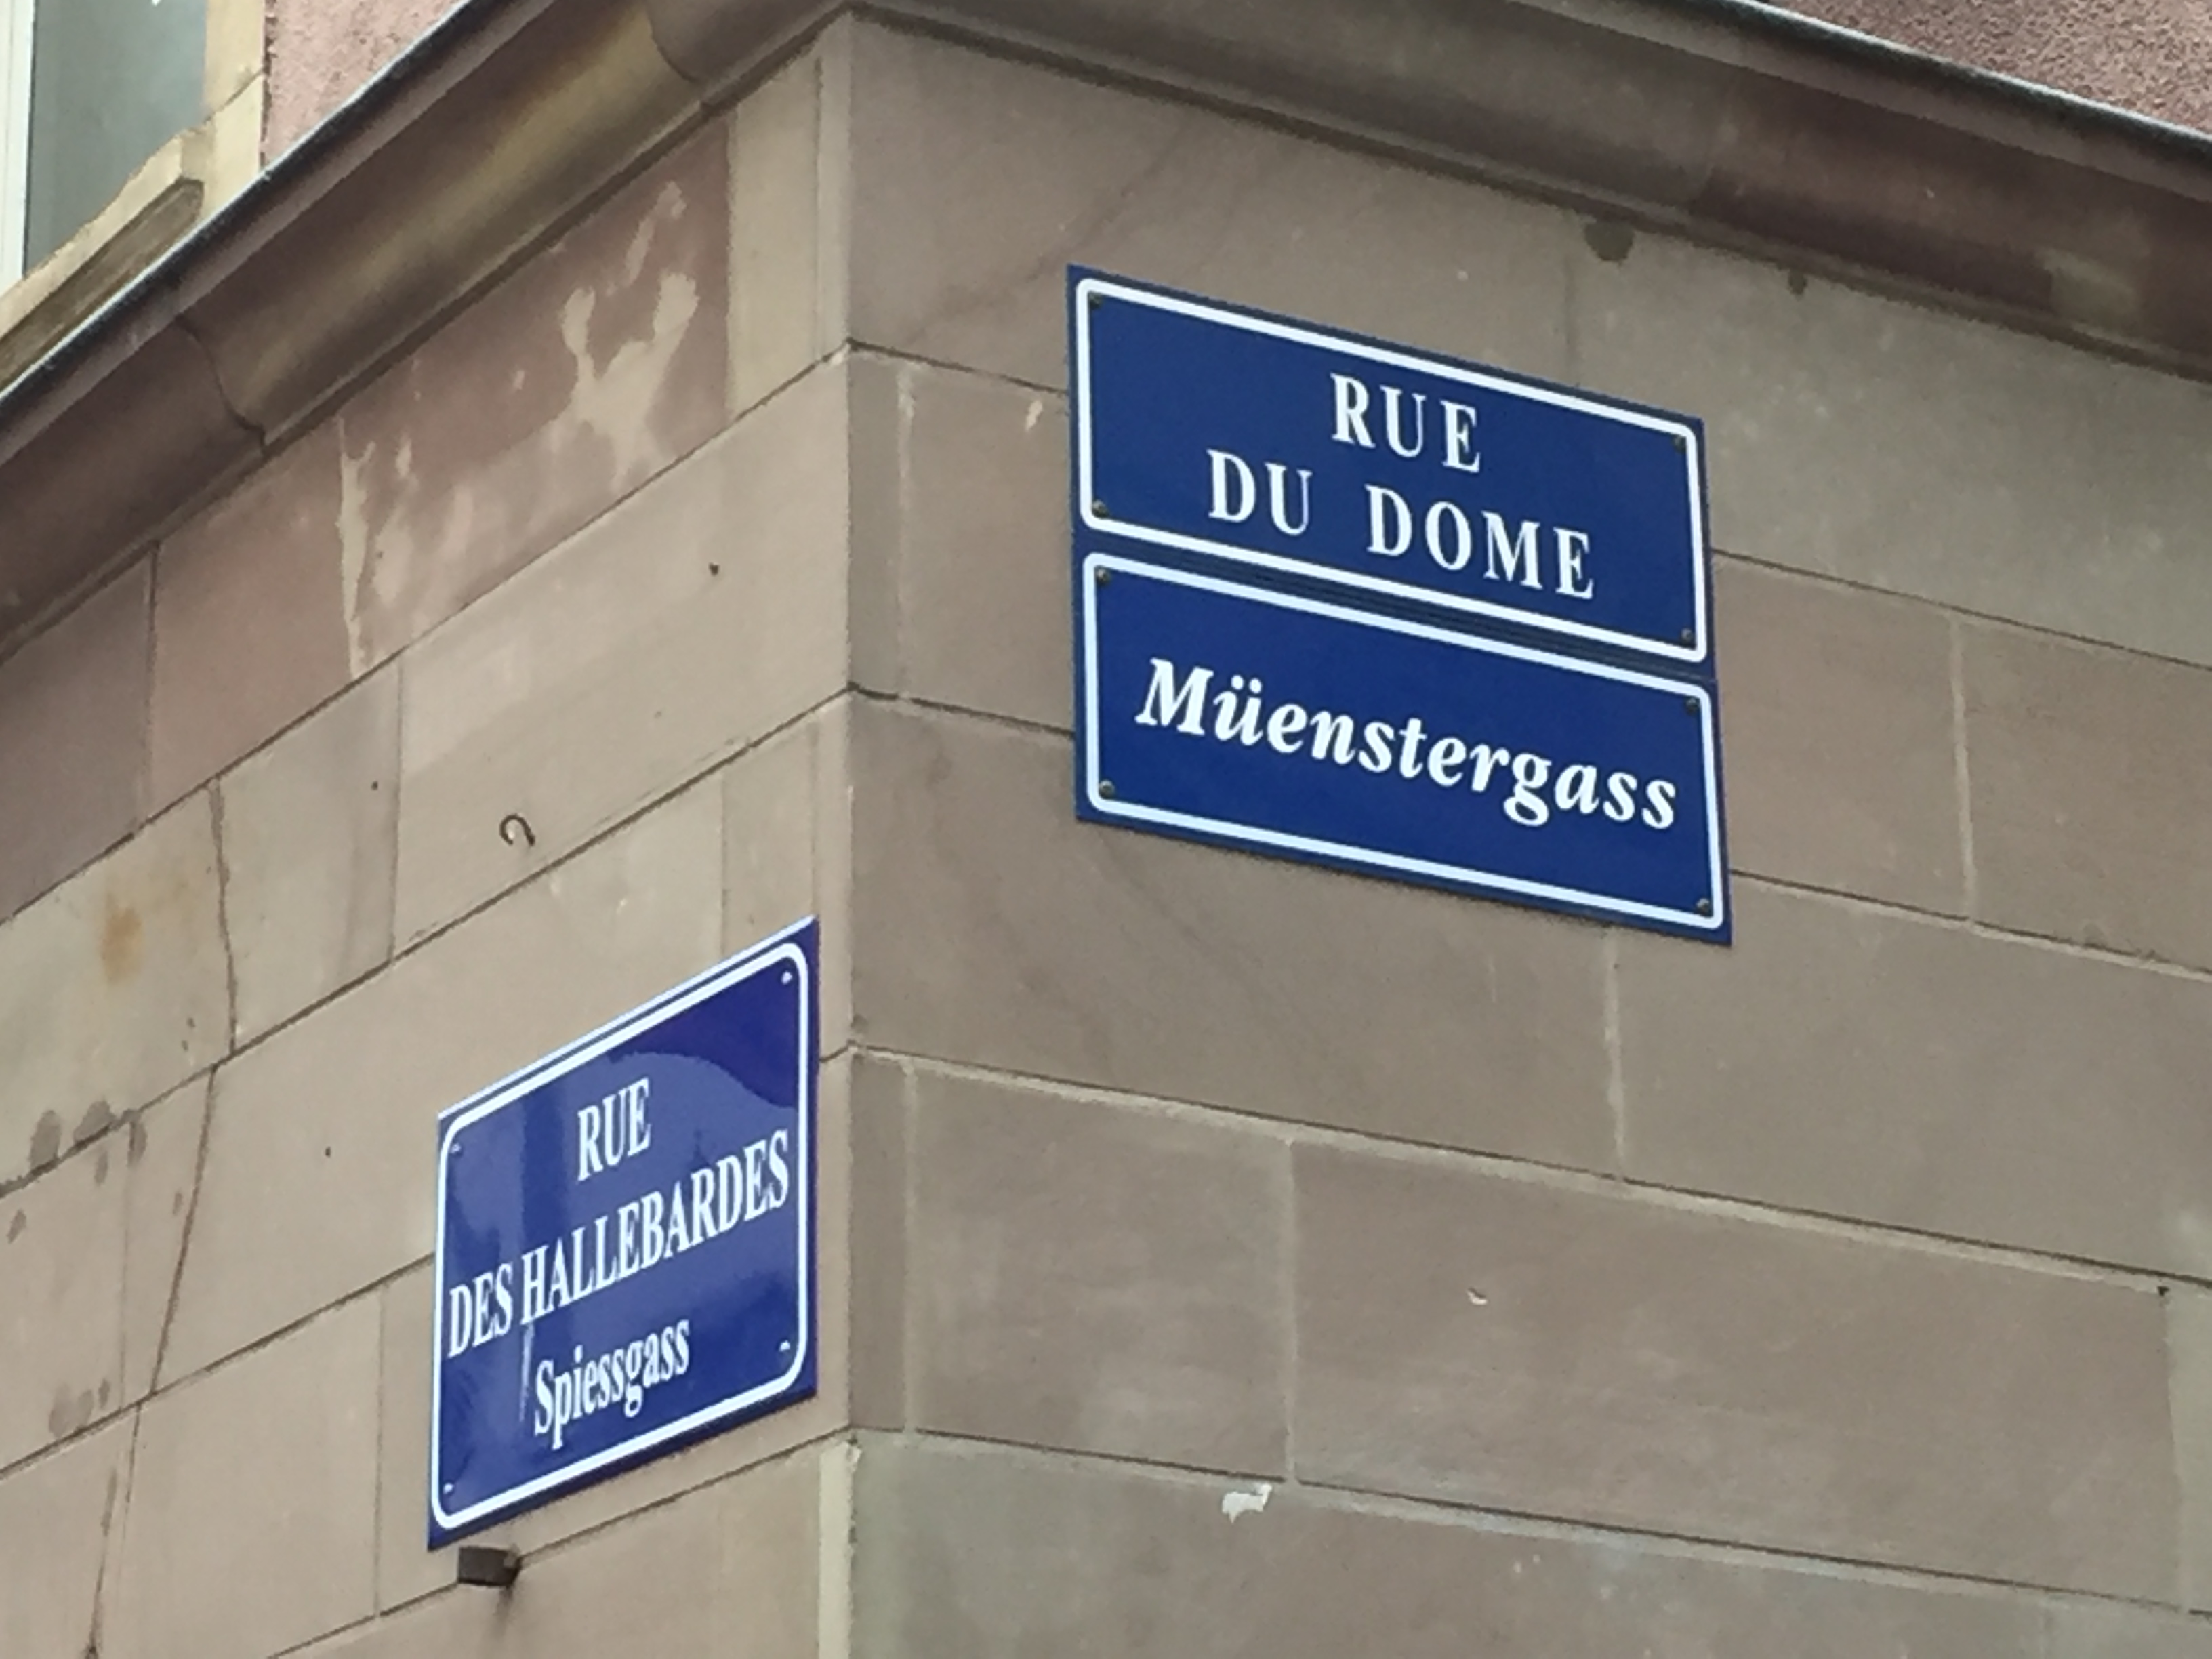 RUE
DU DOME
Müenstergass
RUE
DES HALLEBARDES
Spiessgass